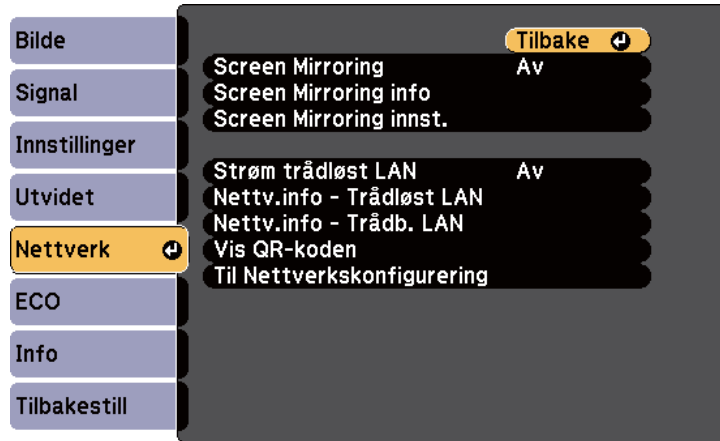 Bilde
Signal
Innstillinger
Utvidet
Nettverk
ECO
Info
Tilbakestill
Tilbake
Screen Mirroring Av
Screen Mirroring info
Screen Mirroring innst.
Strøm trådløst LAN Av
Nettv.info - Trådløst LAN
Nettv.info - Trådb. LAN
Vis QR-koden
Til Nettverkskonfigurering